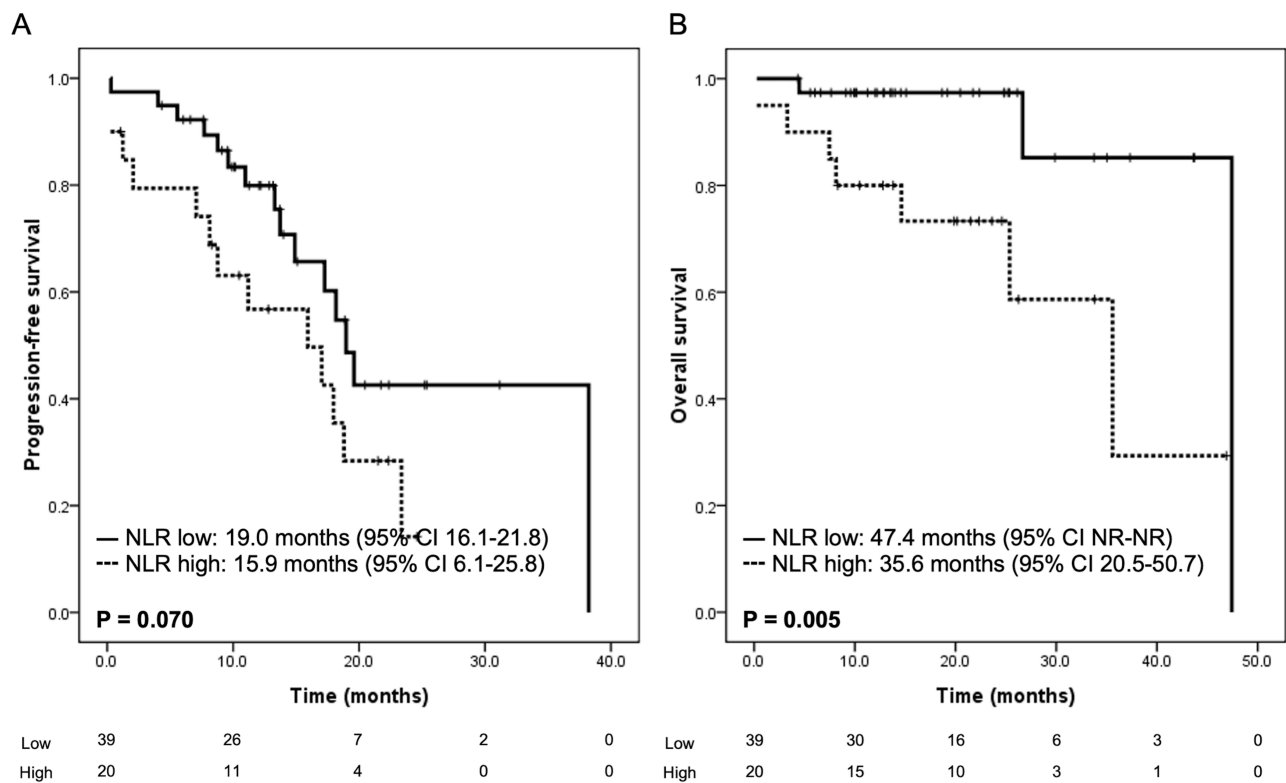 A
Progression-free survival
1.0
0.8
0.6
0.4
0.2
0.0
NLR low: 19.0 months (95% CI 16.1-21.8)
NLR high: 15.9 months (95% CI 6.1-25.8)
P = 0.070
0.0 10.0 20.0 30.0 40.0
Time (months)
Low 39 26 7 2 0
High 20 11 4 0 0
B
Overall survival
1.0
0.8
0.6
0.4
0.2
0.0
NLR low: 47.4 months (95% CI NR-NR)
NLR high: 35.6 months (95% CI 20.5-50.7)
P = 0.005
0.0 10.0 20.0 30.0 40.0 50.0
Time (months)
Low 39 30 16 6 3 0
High 20 15 10 3 1 0